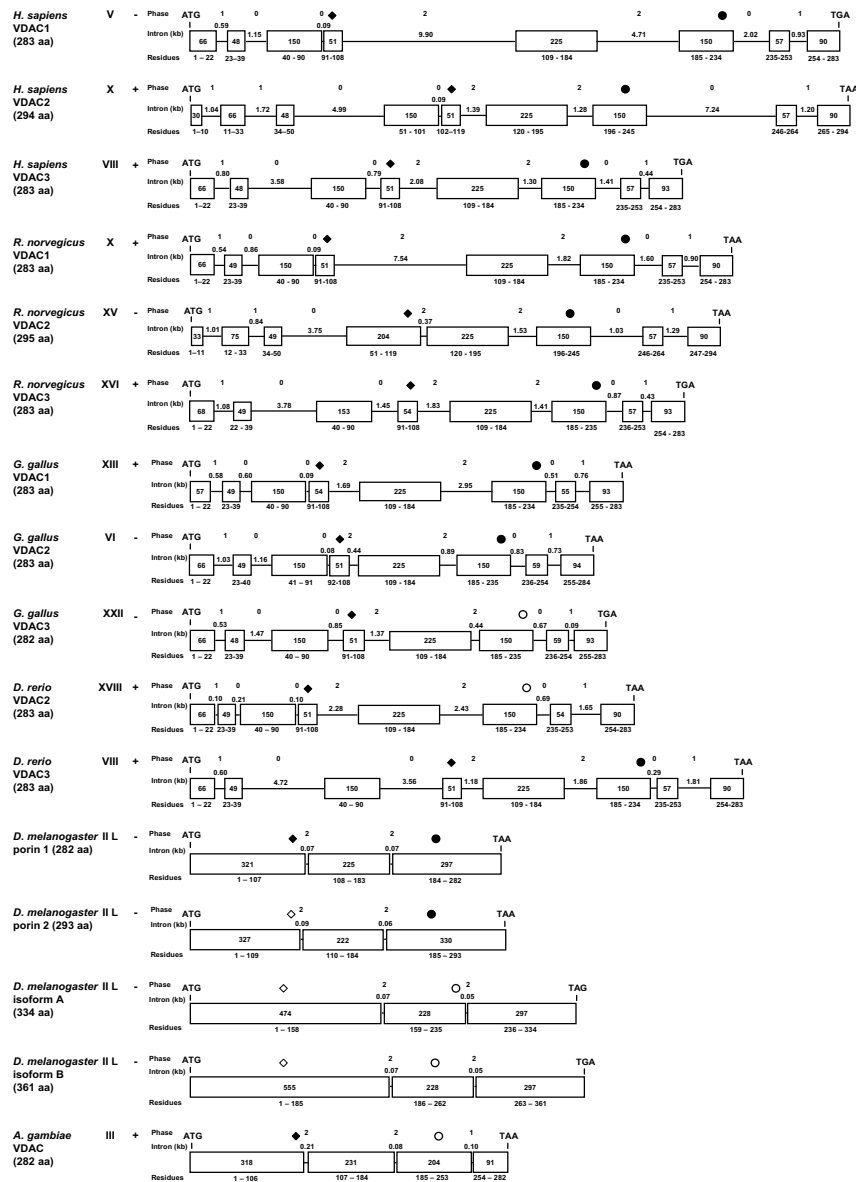 H. sapiens V - Phase ATG 1 0 0 2 2 0 1 TGA
VDAC1 Intron (kb) 0.59 1.15 0.09 9.90 4.71 2.02 0.93
(283 aa) 66 48 150 51 225 150 57 90
Residues 1 – 22 23–39 40 - 90 91-108 109 - 184 185 - 234 235-253 254 - 283
H. sapiens X + Phase ATG 1 1 0 0 2 2 0 1 TAA
VDAC2 Intron (kb) 1.04 1.72 4.99 0.09 1.39 1.28 7.24 1.20
(294 aa) 30 66 48 150 51 225 150 57 90
Residues 1–10 11–33 34–50 51 - 101 102–119 120 - 195 196 - 245 246-264 265 - 294
H. sapiens VIII + Phase ATG 1 0 0 2 2 0 1 TGA
VDAC3 Intron (kb) 0.80 3.58 0.79 2.08 1.30 1.41 0.44
(283 aa) 66 48 150 51 225 150 57 93
Residues 1–22 23-39 40 - 90 91-108 109 - 184 185 - 234 235-253 254 - 283
R. norvegicus X + Phase ATG 1 0 0 2 2 0 1 TAA
VDAC1 Intron (kb) 0.54 0.86 0.09 7.54 1.82 1.60 0.90
(283 aa) 66 49 150 51 225 150 57 90
Residues 1–22 23-39 40 - 90 91-108 109 - 184 185 - 234 235-253 254 - 283
R. norvegicus XV - Phase ATG 1 1 0 2 2 0 1 TAA
VDAC2 Intron (kb) 1.01 0.84 3.75 0.37 1.53 1.03 1.29
(295 aa) 33 75 49 204 225 150 57 90
Residues 1–11 12 - 33 34-50 51 - 119 120 - 195 196-245 246-264 247-294
R. norvegicus XVI + Phase ATG 1 0 0 2 2 0 1 TGA
VDAC3 Intron (kb) 1.08 3.78 1.45 1.83 1.41 0.87 0.43
(283 aa) 68 49 153 54 225 150 57 93
Residues 1 – 22 22 - 39 40 - 90 91-108 109 - 184 185 - 235 236-253 254 - 283
G. gallus XIII + Phase ATG 1 0 0 2 2 0 1 TAA
VDAC1 Intron (kb) 0.58 0.60 0.09 1.69 2.95 0.51 0.76
(283 aa) 57 49 150 54 225 150 55 93
Residues 1 – 22 23-39 40 - 90 91-108 109 - 184 185 - 234 235-254 255 - 283
G. gallus VI - Phase ATG 1 0 0 2 2 0 1 TAA
VDAC2 Intron (kb) 1.03 1.16 0.08 0.44 0.89 0.83 0.73
(283 aa) 66 49 150 51 225 150 59 94
Residues 1 – 22 23-40 41 – 91 92-108 109 - 184 185 - 235 236-254 255-284
G. gallus XXII - Phase ATG 1 0 0 2 2 0 1 TGA
VDAC3 Intron (kb) 0.53 1.47 0.85 1.37 0.44 0.67 0.09
(282 aa) 66 48 150 51 225 150 59 93
Residues 1 – 22 23-39 40 – 90 91-108 109 - 184 185 - 235 236-254 255-283
D. rerio XVIII + Phase ATG 1 0 0 2 2 0 1 TAA
VDAC2 Intron (kb) 0.10 0.21 0.10 2.28 2.43 0.69 1.65
(283 aa) 66 49 150 51 225 150 54 90
Residues 1 – 22 23-39 40 – 90 91-108 109 - 184 185 - 234 235-253 254-283
D. rerio VIII + Phase ATG 1 0 0 2 2 0 1 TAA
VDAC3 Intron (kb) 0.60 4.72 3.56 1.18 1.86 0.29 1.81
(283 aa) 66 49 150 51 225 150 57 90
Residues 1 – 22 23-39 40 – 90 91-108 109 - 184 185 - 234 235-253 254-283
D. melanogaster II L - Phase ATG 2 2 TAA
porin 1 (282 aa) Intron (kb) 0.07 0.07
321 225 297
Residues 1 – 107 108 - 183 184 – 282
D. melanogaster II L - Phase ATG 2 2 TAA
porin 2 (293 aa) Intron (kb) 0.09 0.06
327 222 330
Residues 1 – 109 110 - 184 185 – 293
D. melanogaster II L - Phase ATG 2 2 TAG
isoform A Intron (kb) 0.07 0.05
(334 aa) 474 228 297
Residues 1 – 158 159 – 235 236 – 334
D. melanogaster II L - Phase ATG 2 2 TGA
isoform B Intron (kb) 0.07 0.05
(361 aa) 555 228 297
Residues 1 – 185 186 – 262 263 – 361
A. gambiae III + Phase ATG 2 2 1 TAA
VDAC Intron (kb) 0.21 0.08 0.10
(282 aa) 318 231 204 91
Residues 1 – 106 107 – 184 185 – 253 254 – 282